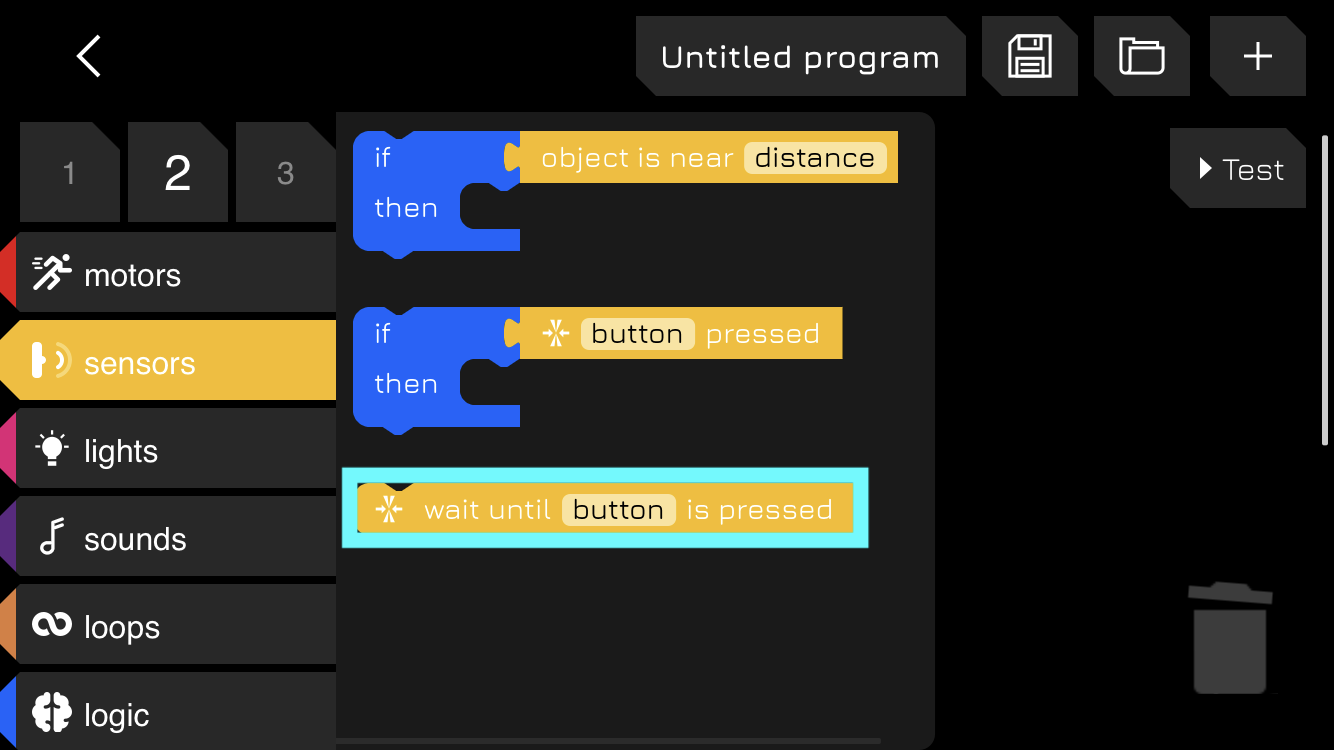 Untitled program
1
2
3
Test
motors
sensors
lights
sounds
loops
logic
if object is near distance
then
if button pressed
then
wait until button is pressed